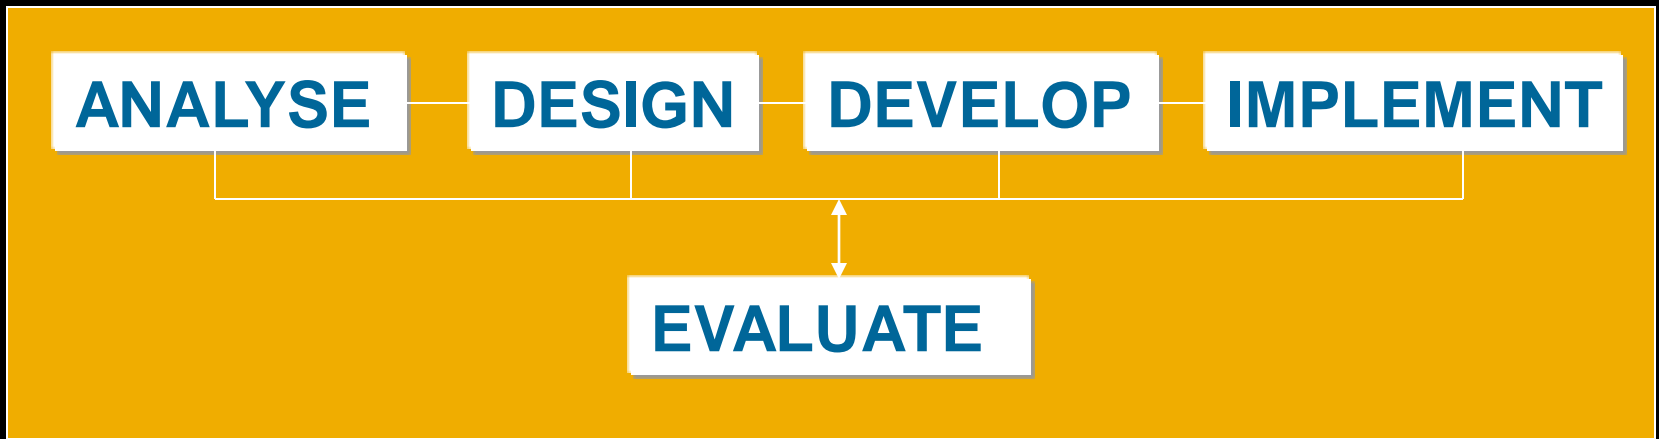 ANALYSE
DESIGN
DEVELOP
IMPLEMENT
EVALUATE